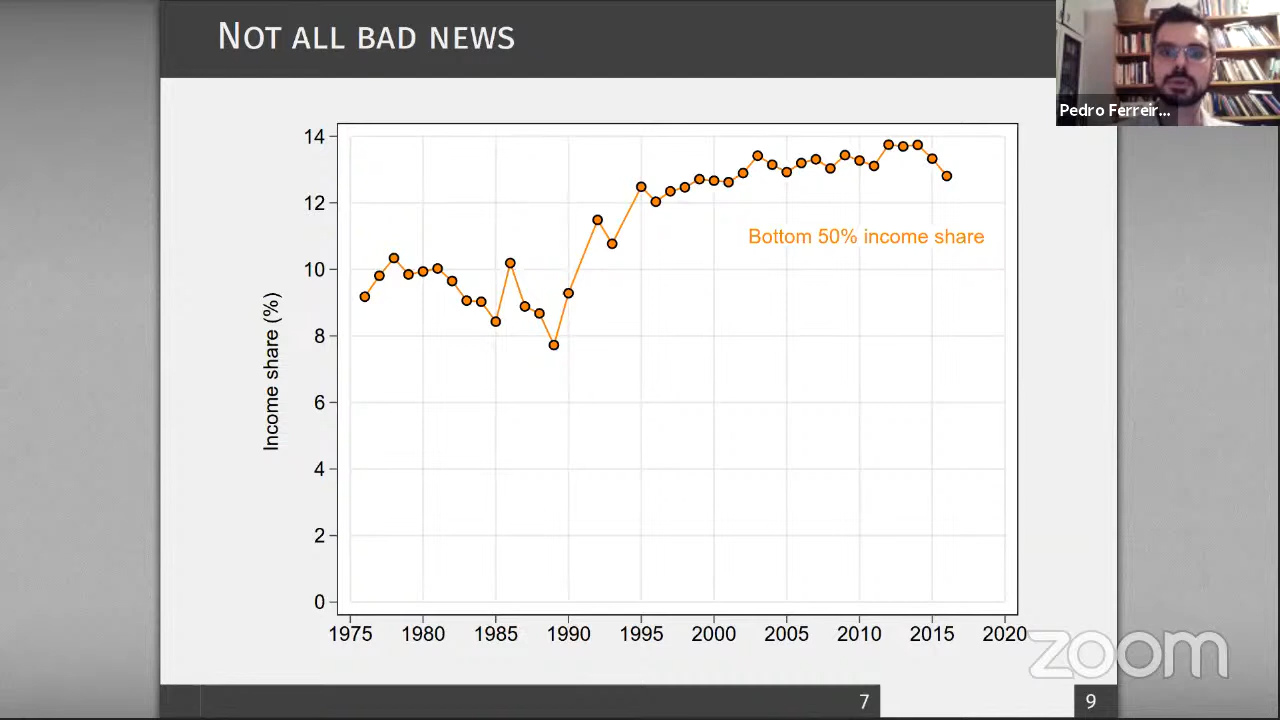 NOT ALL BAD NEWS
Pedro Ferreir...
14
12
10
8
6
4
2
0
Income share (%)
Bottom 50% income share
1975 1980 1985 1990 1995 2000 2005 2010 2015 2020
zoom
7
9